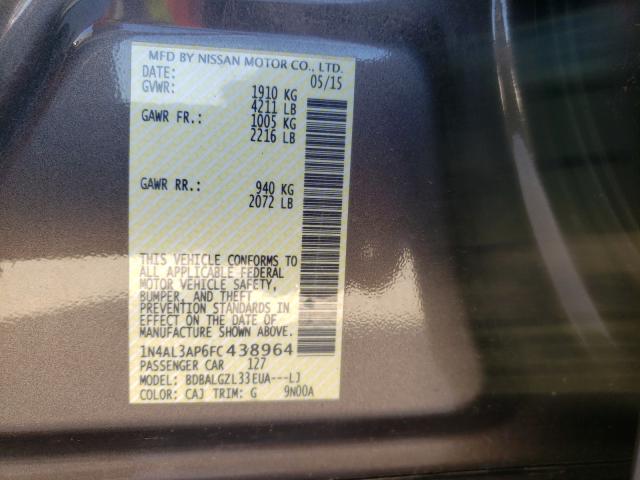 MFD BY NISSAN MOTOR CO., LTD.
DATE: 05/15
GVWR: 1910 KG
4211 LB
GAWR FR.: 1005 KG
2216 LB
GAWR RR.: 940 KG
2072 LB
THIS VEHICLE CONFORMS TO
ALL APPLICABLE FEDERAL
MOTOR VEHICLE SAFETY,
BUMPER, AND THEFT
PREVENTION STANDARDS IN
EFFECT ON THE DATE OF
MANUFACTURE SHOWN ABOVE.
1N4AL3AP6FC438964
PASSENGER CAR 127
MODEL: BDBALGZL33EUA---LJ
COLOR: CAJ TRIM: G 9N00A